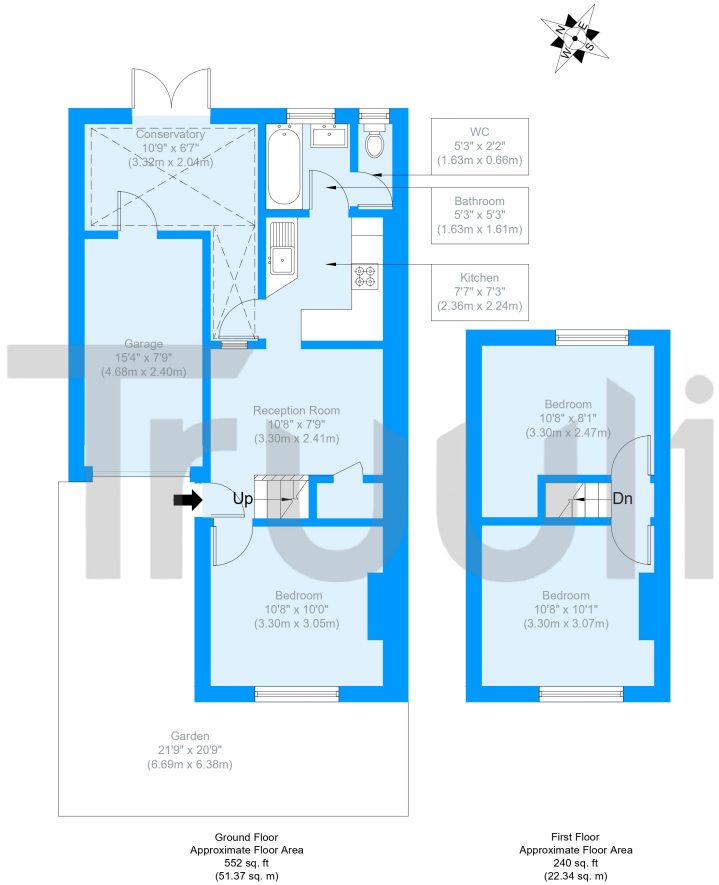 N
E
W
S
Conservatory
10'9" x 6'7"
(3.32m x 2.04m)
WC
5'3" x 2'2"
(1.63m x 0.66m)
Bathroom
5'3" x 5'3"
(1.63m x 1.61m)
Kitchen
7'7" x 7'3"
(2.36m x 2.24m)
Garage
15'4" x 7'9"
(4.68m x 2.40m)
Truuli
Reception Room
10'8" x 7'9"
(3.30m x 2.41m)
Bedroom
10'8" x 8'1"
(3.30m x 2.47m)
Up
Dn
Bedroom
10'8" x 10'0"
(3.30m x 3.05m)
Bedroom
10'8" x 10'1"
(3.30m x 3.07m)
Garden
21'9" x 20'9"
(6.69m x 6.38m)
Ground Floor
Approximate Floor Area
552 sq. ft
(51.37 sq. m)
First Floor
Approximate Floor Area
240 sq. ft
(22.34 sq. m)